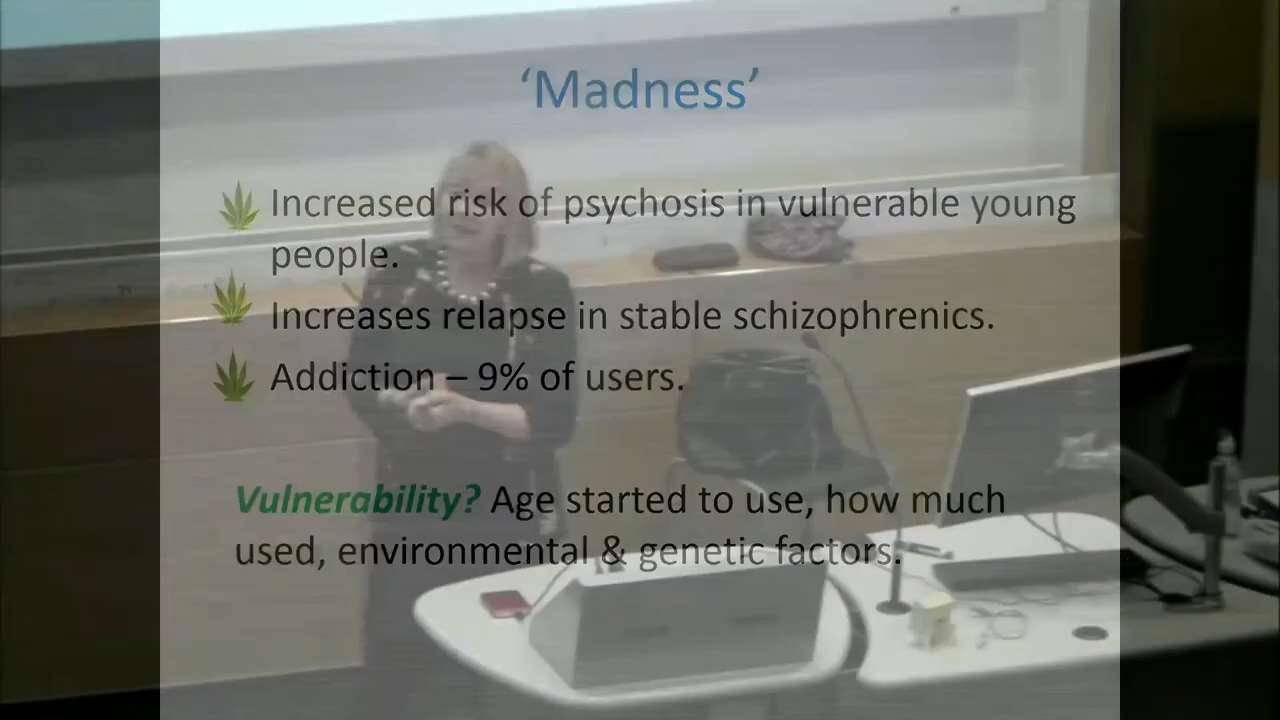 ‘Madness’
Increased risk of psychosis in vulnerable young
people.
Increases relapse in stable schizophrenics.
Addiction – 9% of users.
Vulnerability? Age started to use, how much
used, environmental & genetic factors.